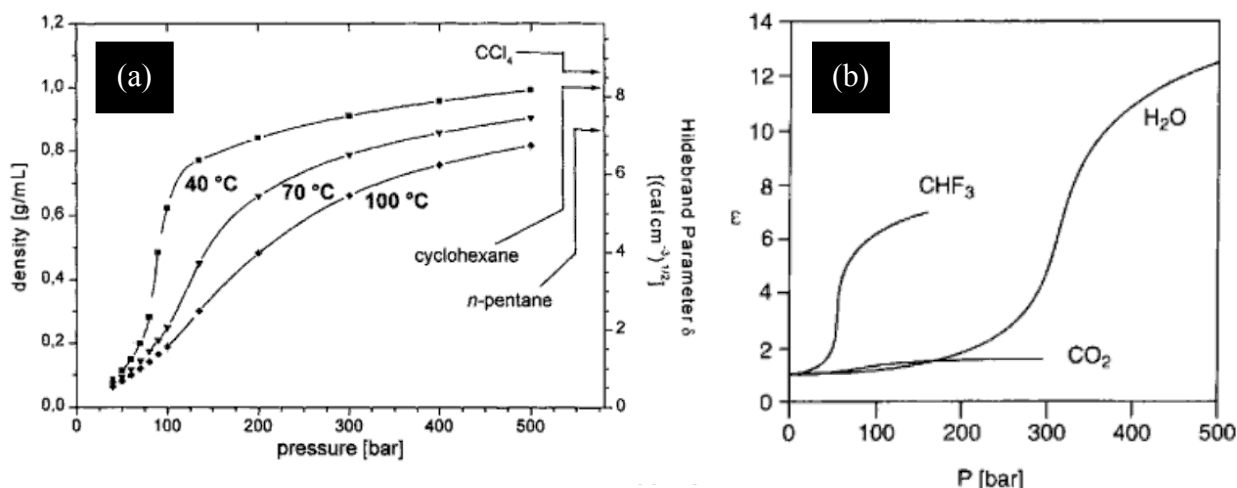 (a)
1,2
1,0
0,8
0,6
0,4
0,2
0,0
density [g/mL]
0
100
200
300
400
500
pressure [bar]
40 °C
70 °C
100 °C
CCl₄
cyclohexane
n-pentane
8
6
4
2
0
Hildebrand Parameter δ
[(cal cm⁻³)¹ᐟ²]
(b)
14
12
10
8
6
4
2
0
ε
0
100
200
300
400
500
P [bar]
H₂O
CHF₃
CO₂